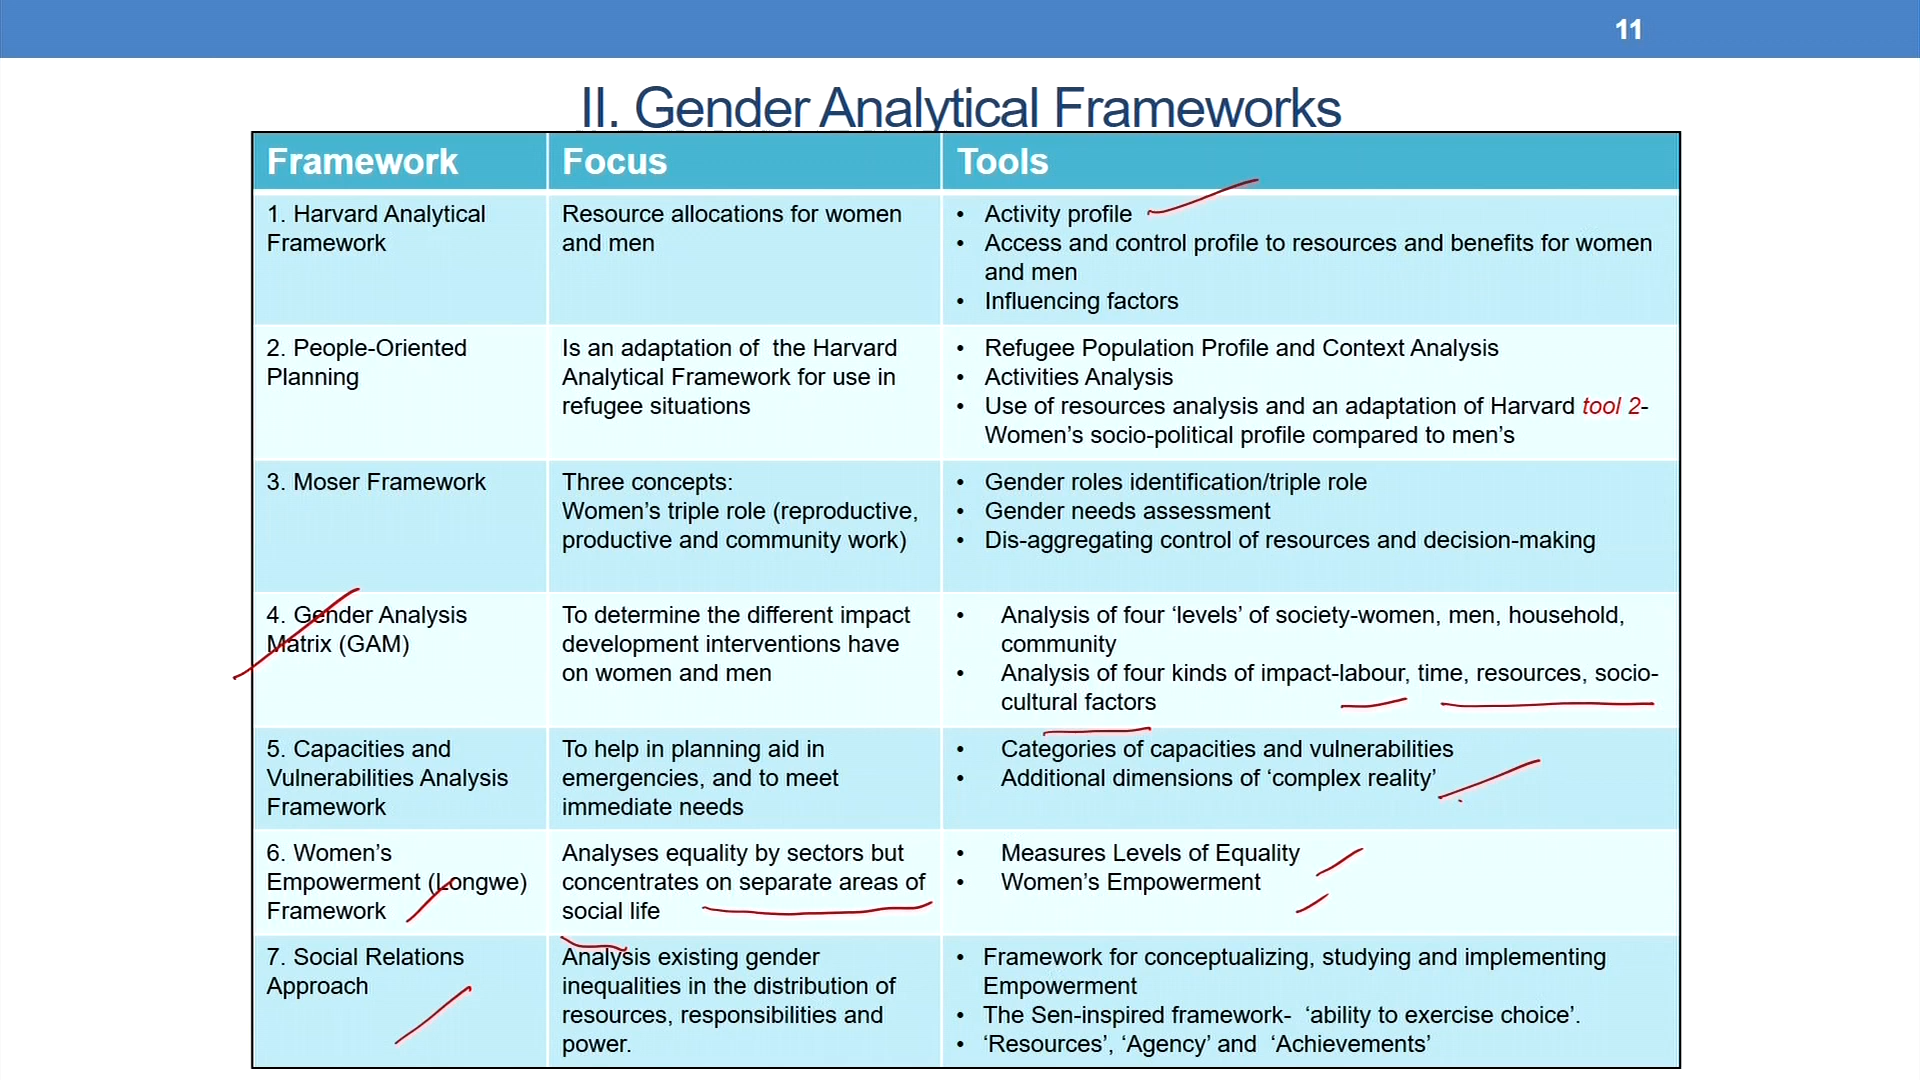 11
II. Gender Analytical Frameworks
Framework
Focus
Tools
1. Harvard Analytical
Framework
Resource allocations for women
and men
• Activity profile
• Access and control profile to resources and benefits for women
and men
• Influencing factors
2. People-Oriented
Planning
Is an adaptation of the Harvard
Analytical Framework for use in
refugee situations
• Refugee Population Profile and Context Analysis
• Activities Analysis
• Use of resources analysis and an adaptation of Harvard tool 2-
Women’s socio-political profile compared to men’s
3. Moser Framework
Three concepts:
Women’s triple role (reproductive,
productive and community work)
• Gender roles identification/triple role
• Gender needs assessment
• Dis-aggregating control of resources and decision-making
4. Gender Analysis
Matrix (GAM)
To determine the different impact
development interventions have
on women and men
• Analysis of four ‘levels’ of society-women, men, household,
community
• Analysis of four kinds of impact-labour, time, resources, socio-
cultural factors
5. Capacities and
Vulnerabilities Analysis
Framework
To help in planning aid in
emergencies, and to meet
immediate needs
• Categories of capacities and vulnerabilities
• Additional dimensions of ‘complex reality’
6. Women’s
Empowerment (Longwe)
Framework
Analyses equality by sectors but
concentrates on separate areas of
social life
• Measures Levels of Equality
• Women’s Empowerment
7. Social Relations
Approach
Analysis existing gender
inequalities in the distribution of
resources, responsibilities and
power.
• Framework for conceptualizing, studying and implementing
Empowerment
• The Sen-inspired framework- ‘ability to exercise choice’.
• ‘Resources’, ‘Agency’ and ‘Achievements’